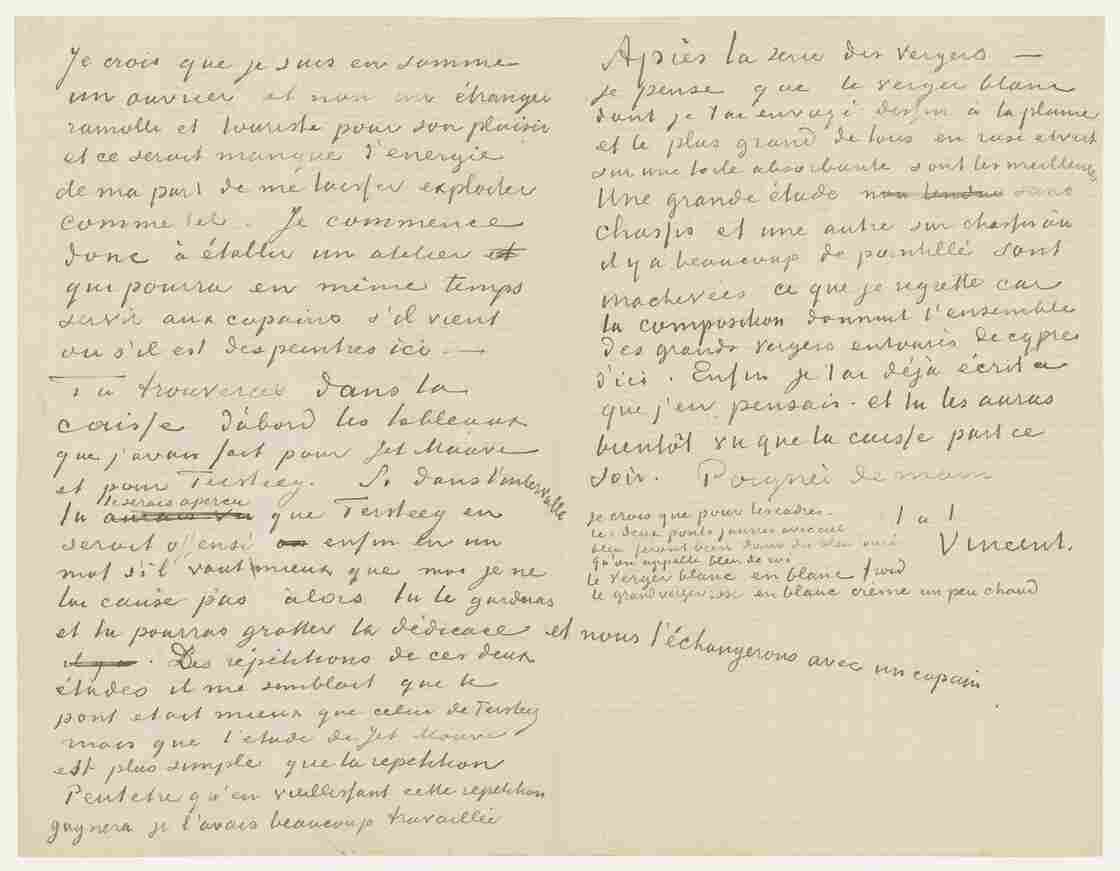 Je crois que je suis en somme
un ouvrier et non un étranger
ramolli et touriste pour son plaisir
et ce serait manque d'énergie
de ma part de me laisser exploiter
comme tel. Je commence
donc à établir un atelier et
qui pourra en même temps
servir aux copains s'il vient
ou s'il est des peintres ici —
Tu trouveras dans la
caisse d'abord les tableaux
que j'avais fait pour Jet Mauve
et pour Tersteeg. Si dans l'intervalle
te serais apercu
tu aurais vu que Tersteeg en
serait offensé ou enfin en un
mot s'il vaut mieux que moi je ne
lui cause pas alors tu le garderas
et tu pourras gratter la dédicace et nous l'échangerons avec un copain
il y a. Des répétitions de ces deux
études il me semblait que le
pont etait mieux que celui de Tersteeg
mais que l'etude de Jet Mauve
est plus simple que la repetition
Peutetre qu'en vieillissant cette répétition
gagnera je l'avais beaucoup travaillée
Après la serie des vergers —
je pense que le verger blanc
dont je t'ai envoyé dessin à la plume
et le plus grand de tous en rose et vert
sur une toile absorbante sont les meilleurs
Une grande étude non tendue sans
chassis et une autre sur chassis où
il y a beaucoup de pointillé sont
inachevées ce que je regrette car
la composition donnait l'ensemble
des grands vergers entourés de cyprès
d'ici. Enfin je t'ai déjà écrit ce
que j'en pensais. et tu les auras
bientôt vu que la caisse part ce
soir. Poignée de main
t. à t.
Vincent.
je crois que pour les cadres.
les deux ponts jaunes avec ciel
bleu feront bien dans du bleu
qu'on appelle bleu de roi
le verger blanc en blanc froid
le grand verger rose en blanc crème un peu chaud